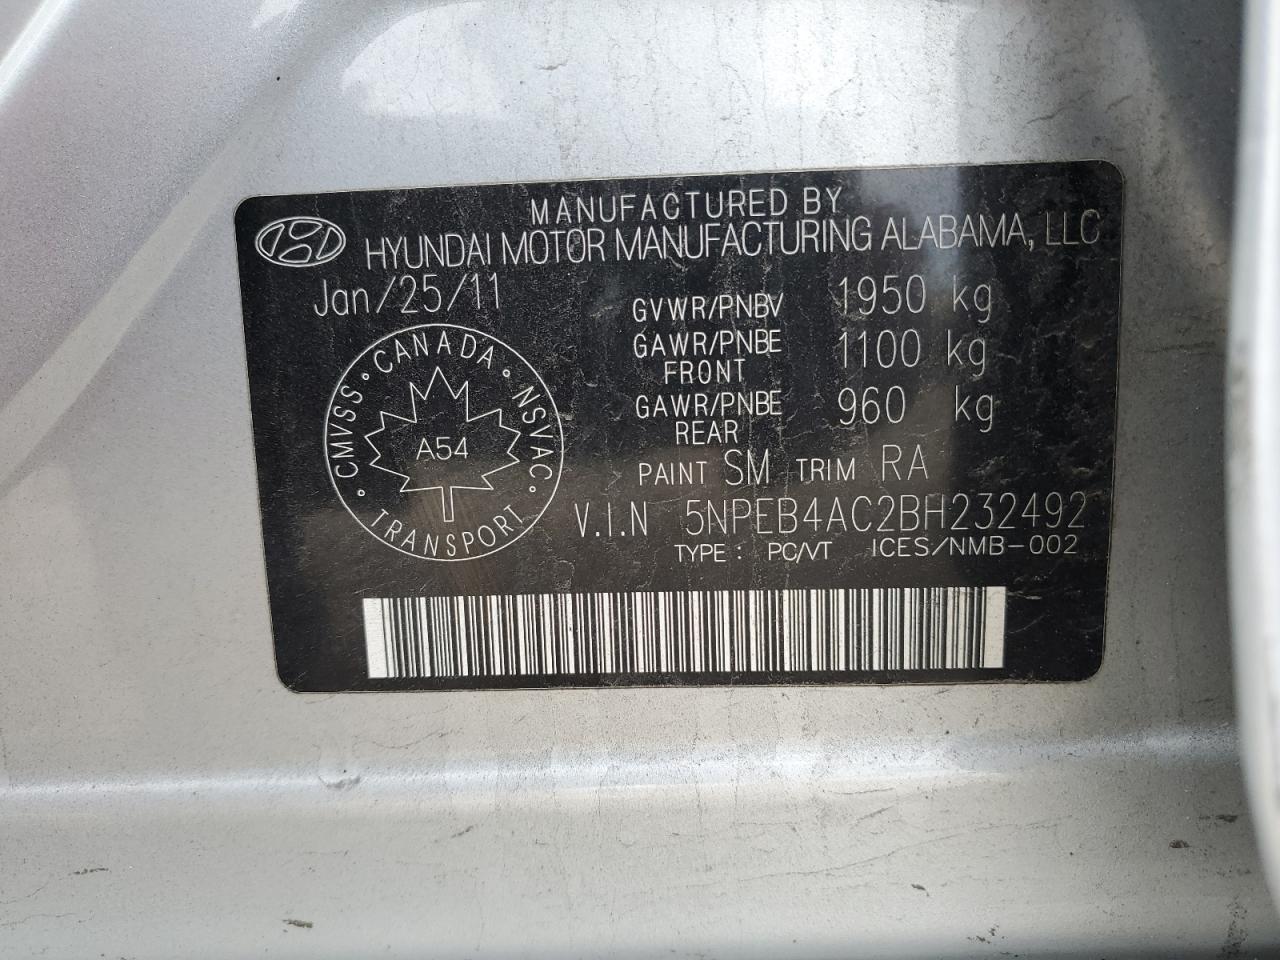 MANUFACTURED BY
HYUNDAI MOTOR MANUFACTURING ALABAMA, LLC
Jan/25/11
GVWR/PNBV 1950 kg
GAWR/PNBE FRONT 1100 kg
GAWR/PNBE REAR 960 kg
CMVSS · CANADA · NSVAC · TRANSPORT ·
A54
PAINT SM TRIM RA
V.I.N 5NPEB4AC2BH232492
TYPE : PC/VT ICES/NMB-002